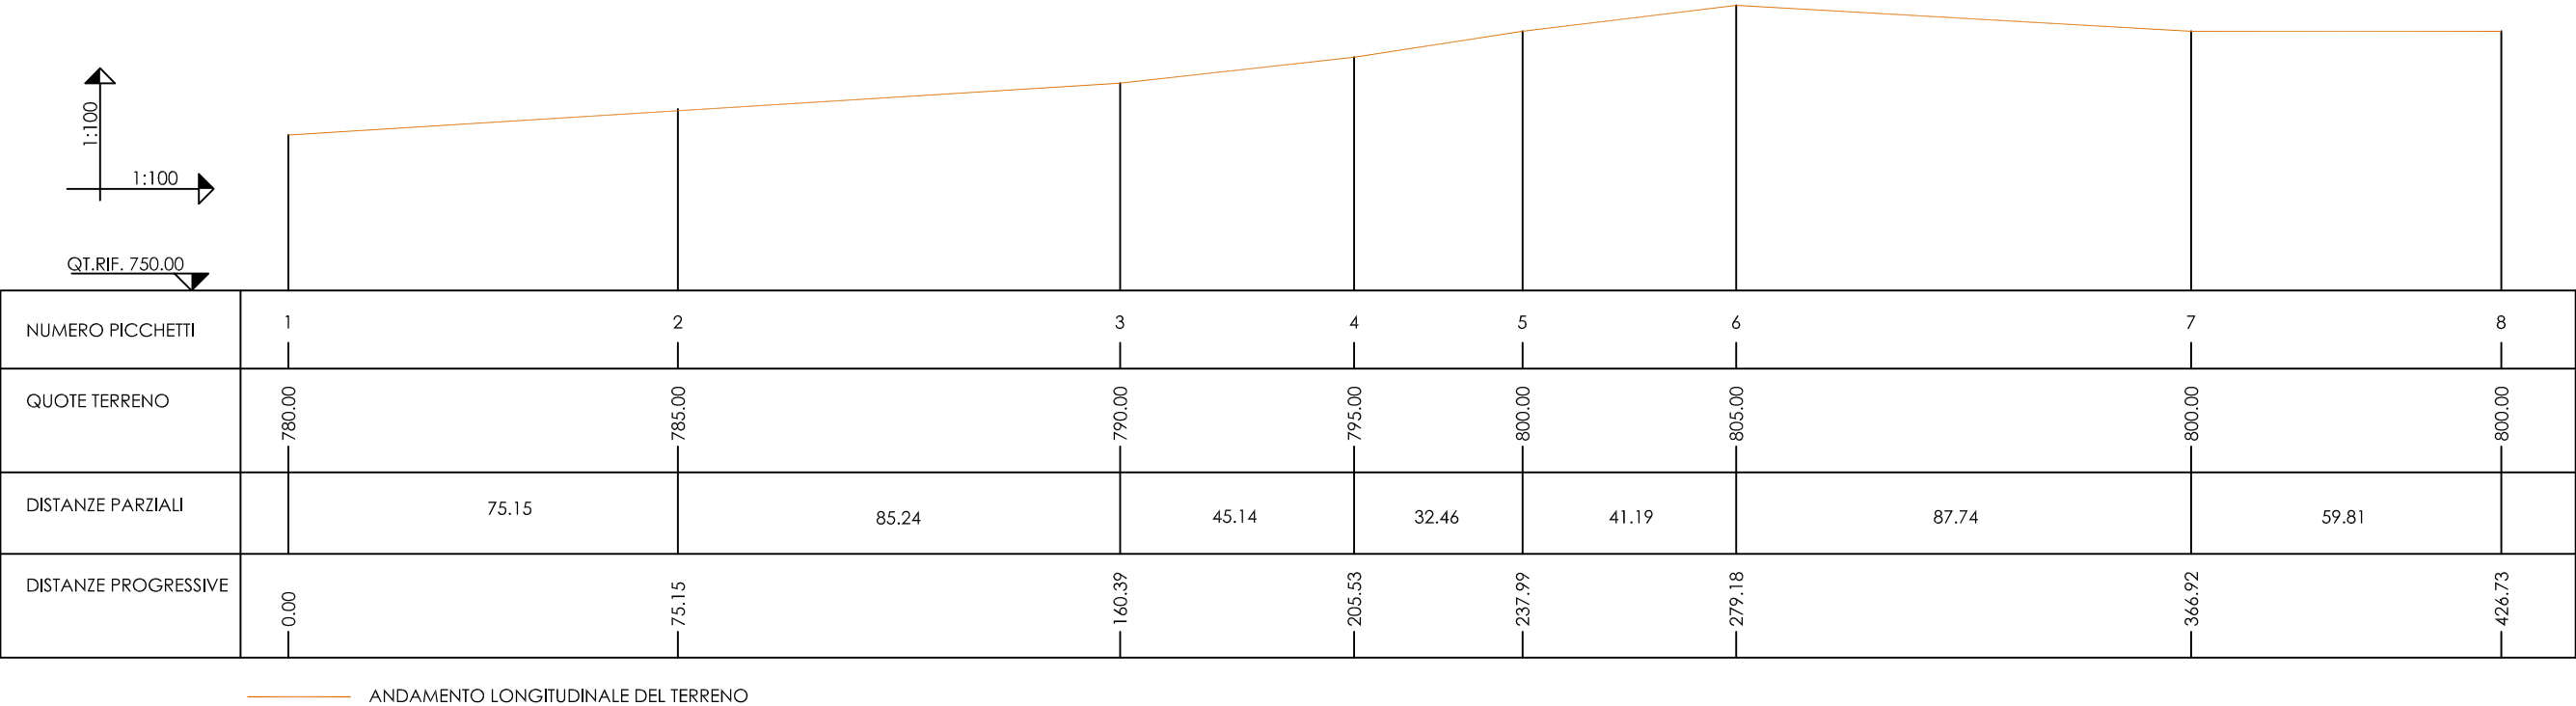 1:100
1:100
QT.RIF. 750.00
NUMERO PICCHETTI 1 2 3 4 5 6 7 8
QUOTE TERRENO 780.00 785.00 790.00 795.00 800.00 805.00 800.00 800.00
DISTANZE PARZIALI 75.15 85.24 45.14 32.46 41.19 87.74 59.81
DISTANZE PROGRESSIVE 0.00 75.15 160.39 205.53 237.99 279.18 366.92 426.73
ANDAMENTO LONGITUDINALE DEL TERRENO